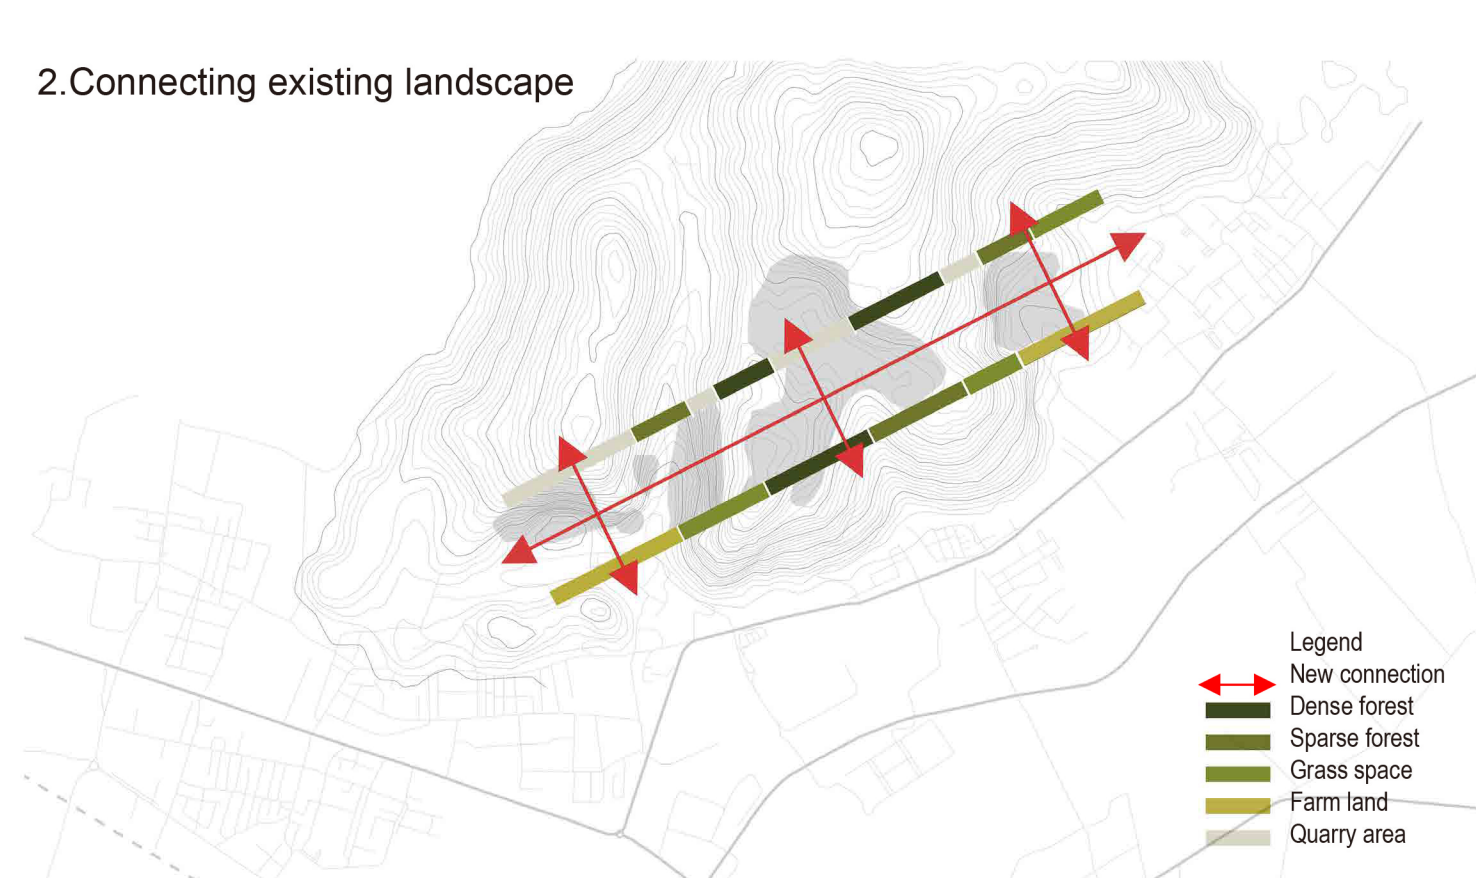 2.Connecting existing landscape
Legend
New connection
Dense forest
Sparse forest
Grass space
Farm land
Quarry area